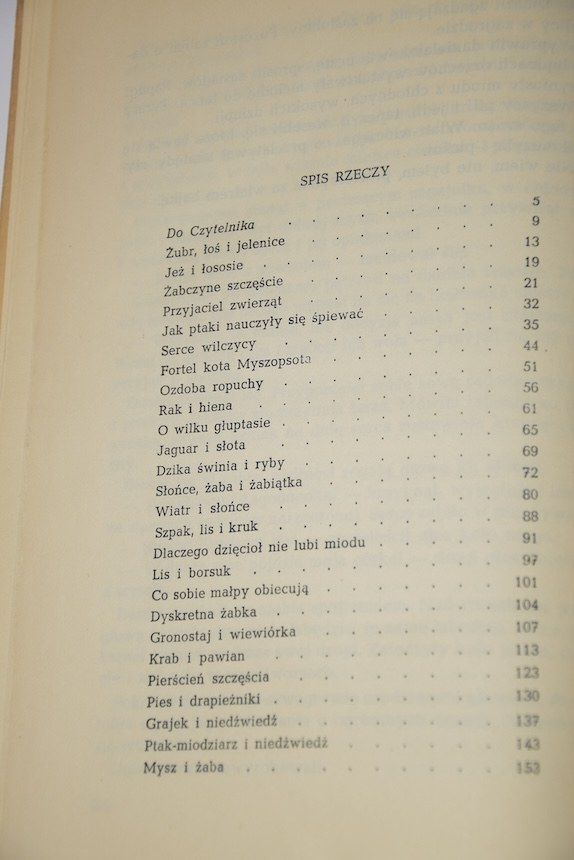 SPIS RZECZY
Do Czytelnika . . . . . . . . 5
Żubr, łoś i jelenice . . . . . . . 9
Jeż i łososie . . . . . . . . 13
Żabczyne szczęście . . . . . . . 19
Przyjaciel zwierząt . . . . . . . 21
Jak ptaki nauczyły się śpiewać . . . . . 32
Serce wilczycy . . . . . . . . 35
Fortel kota Myszopsota . . . . . . 44
Ozdoba ropuchy . . . . . . . . 51
Rak i hiena . . . . . . . . 56
O wilku głuptasie . . . . . . . . 61
Jaguar i słota . . . . . . . . 65
Dzika świnia i ryby . . . . . . . 69
Słońce, żaba i żabiątka . . . . . . 72
Wiatr i słońce . . . . . . . . 80
Szpak, lis i kruk . . . . . . . . 88
Dlaczego dzięcioł nie lubi miodu . . . . . 91
Lis i borsuk . . . . . . . . . 97
Co sobie małpy obiecują . . . . . . 101
Dyskretna żabka . . . . . . . . 104
Gronostaj i wiewiórka . . . . . . 107
Krab i pawian . . . . . . . . 113
Pierścień szczęścia . . . . . . . 123
Pies i drapieżniki . . . . . . . . 130
Grajek i niedźwiedź . . . . . . . 137
Ptak-miodziarz i niedźwiedź . . . . . 143
Mysz i żaba . . . . . . . . . 153